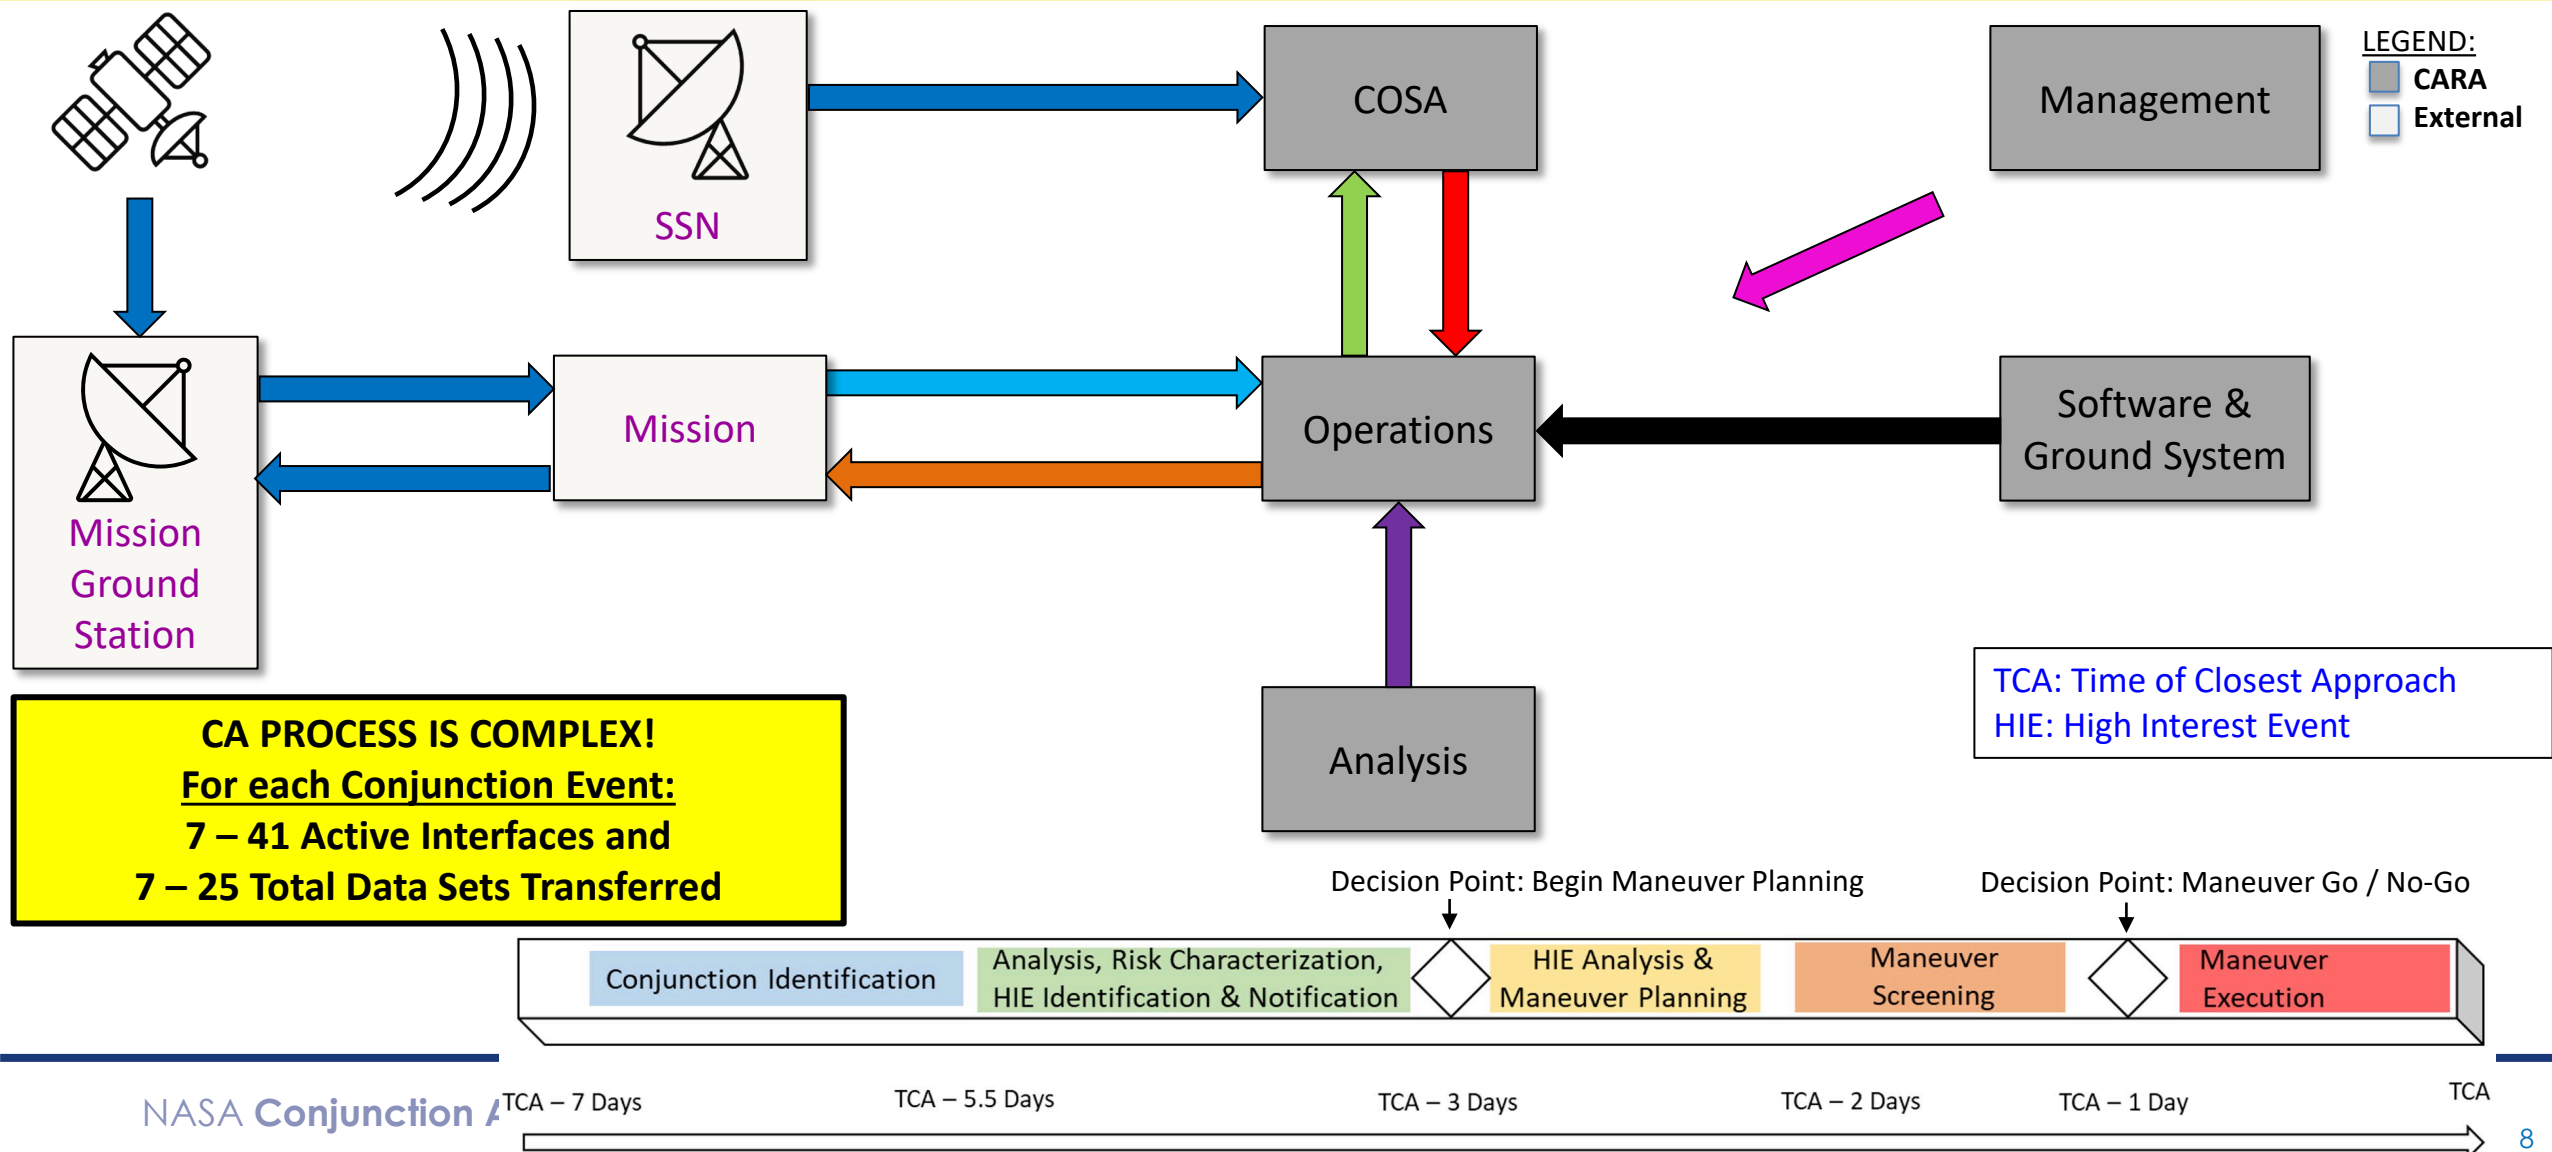 SSN
COSA
Management
LEGEND:
CARA
External
Mission
Ground
Station
Mission
Operations
Software &
Ground System
Analysis
TCA: Time of Closest Approach
HIE: High Interest Event
CA PROCESS IS COMPLEX!
For each Conjunction Event:
7 – 41 Active Interfaces and
7 – 25 Total Data Sets Transferred
Decision Point: Begin Maneuver Planning
Decision Point: Maneuver Go / No-Go
Conjunction Identification
Analysis, Risk Characterization,
HIE Identification & Notification
HIE Analysis &
Maneuver Planning
Maneuver
Screening
Maneuver
Execution
NASA Conjunction
TCA – 7 Days
TCA – 5.5 Days
TCA – 3 Days
TCA – 2 Days
TCA – 1 Day
TCA
8